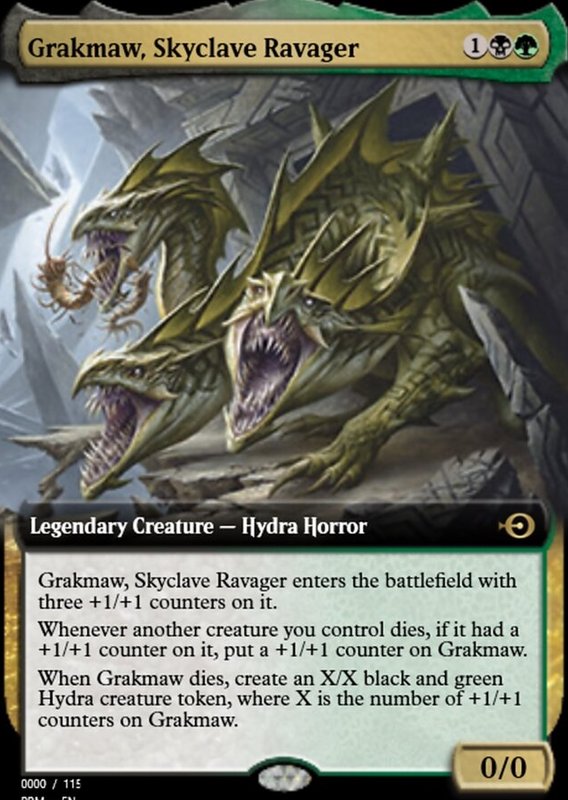 Grakmaw, Skyclave Ravager
1
Legendary Creature — Hydra Horror
Grakmaw, Skyclave Ravager enters the battlefield with
three +1/+1 counters on it.
Whenever another creature you control dies, if it had a
+1/+1 counter on it, put a +1/+1 counter on Grakmaw.
When Grakmaw dies, create an X/X black and green
Hydra creature token, where X is the number of +1/+1
counters on Grakmaw.
0/0
0000 / 115